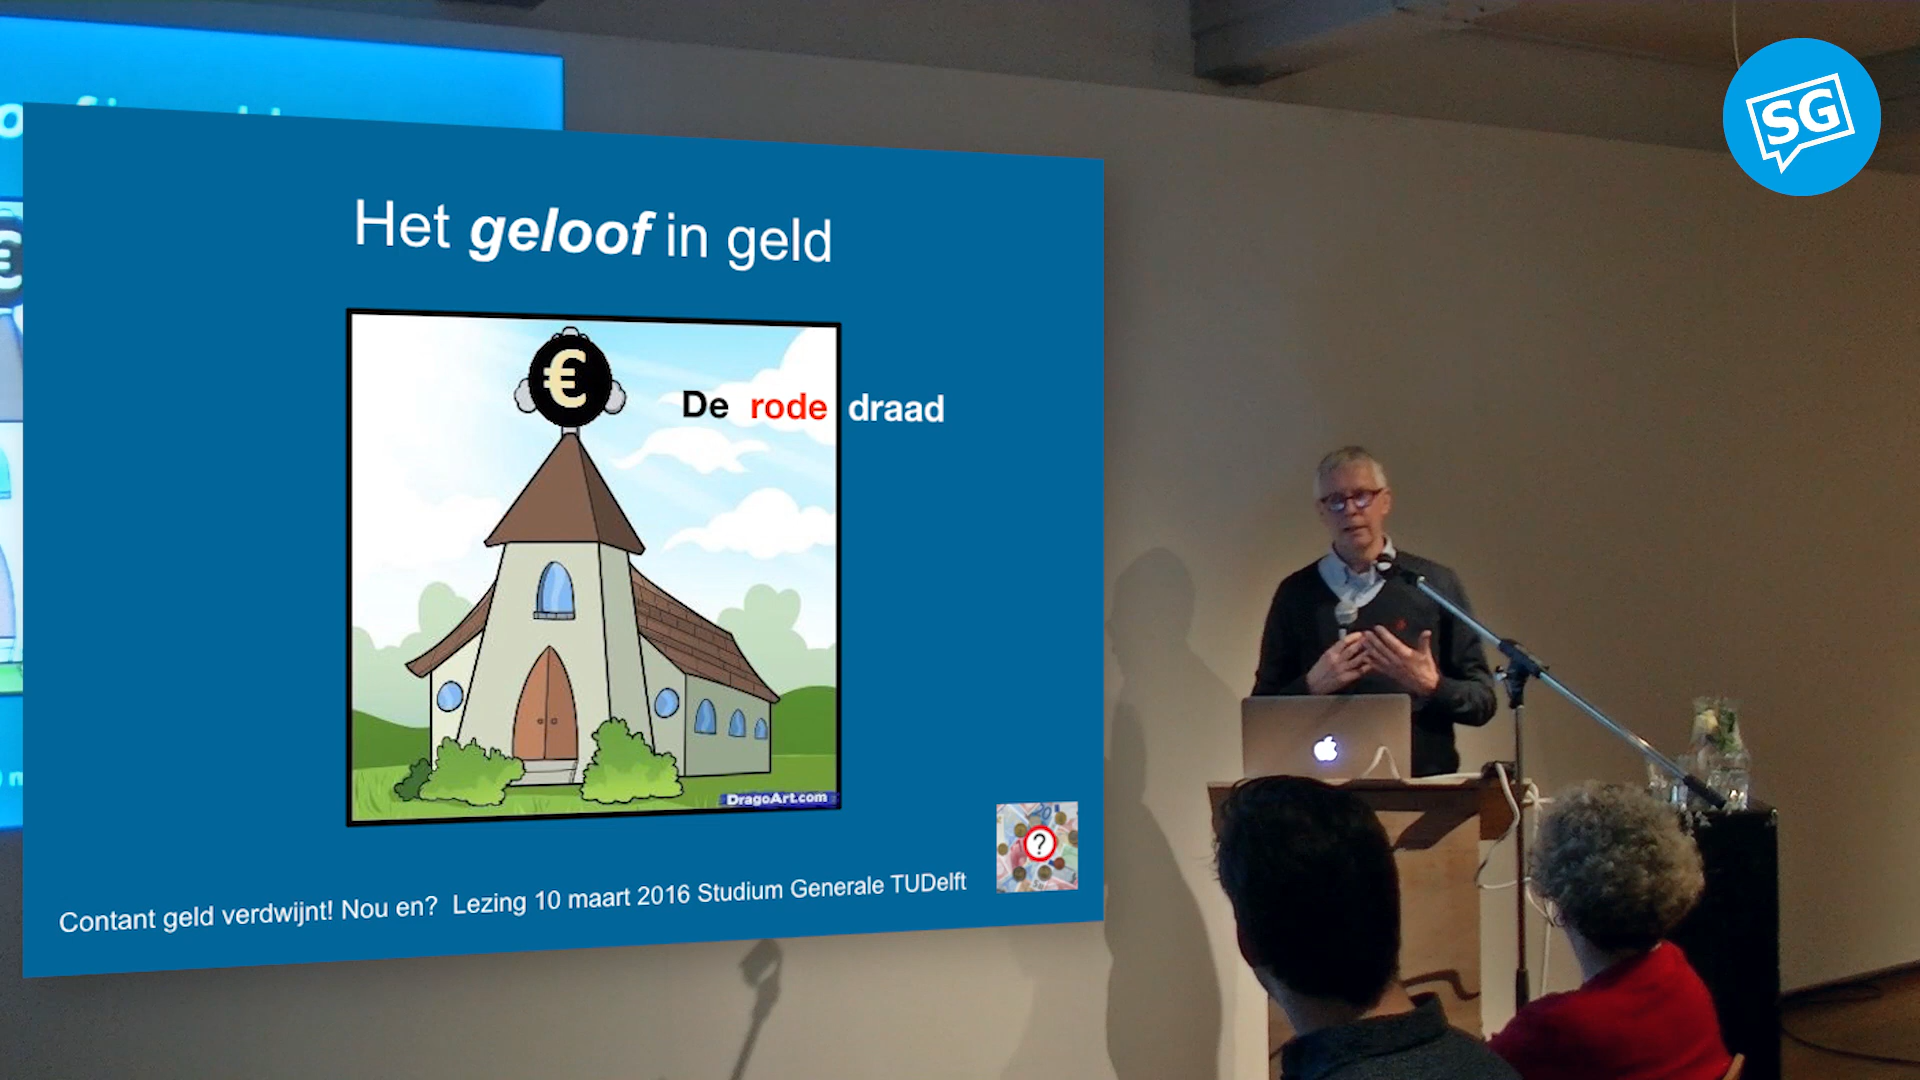 SG
Het geloof in geld
€
De rode draad
DragoArt.com
?
Contant geld verdwijnt! Nou en? Lezing 10 maart 2016 Studium Generale TUDelft